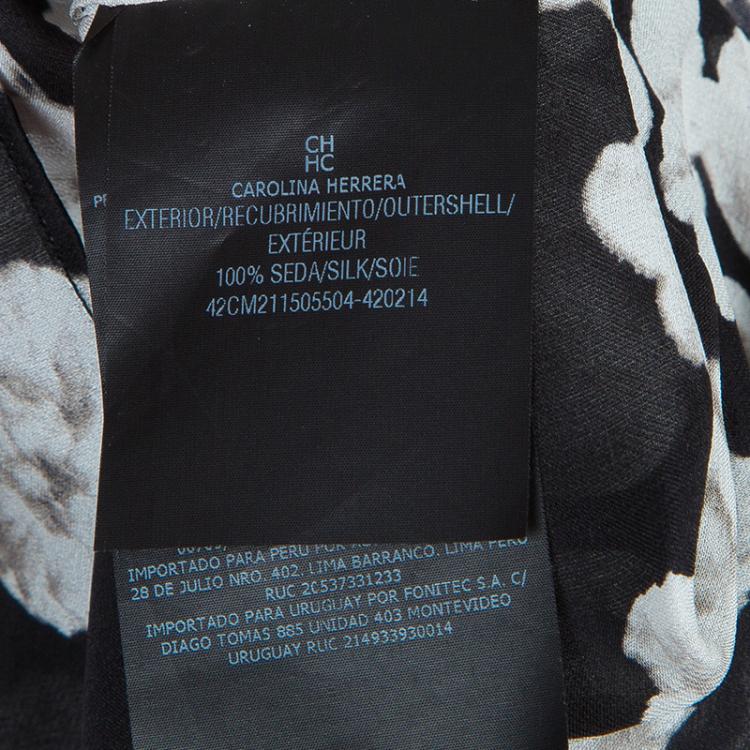 CH
HC
CAROLINA HERRERA
EXTERIOR/RECUBRIMIENTO/OUTERSHELL/
EXTÉRIEUR
100% SEDA/SILK/SOIE
42CM211505504-420214
IMPORTADO PARA PERU POR
28 DE JULIO NRO. 402. LIMA BARRANCO. LIMA PERU
RUC 20537331233
IMPORTADO PARA URUGUAY POR FONITEC S.A. C/
DIAGO TOMAS 885 UNIDAD 403 MONTEVIDEO
URUGUAY RUC 214933930014